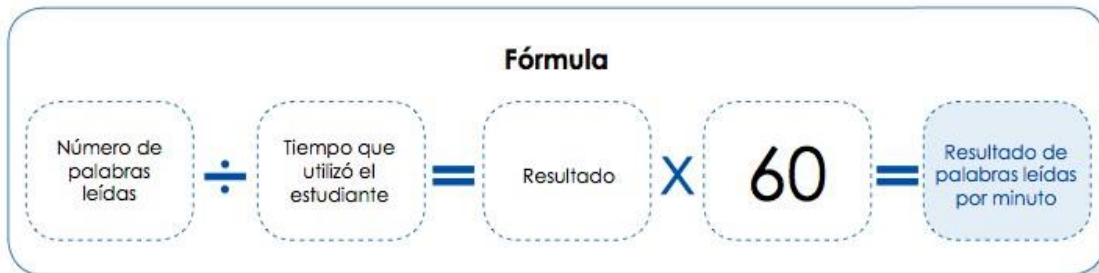 Fórmula
Número de
palabras
leídas
÷
Tiempo que
utilizó el
estudiante
=
Resultado
X
60
=
Resultado de
palabras leídas
por minuto